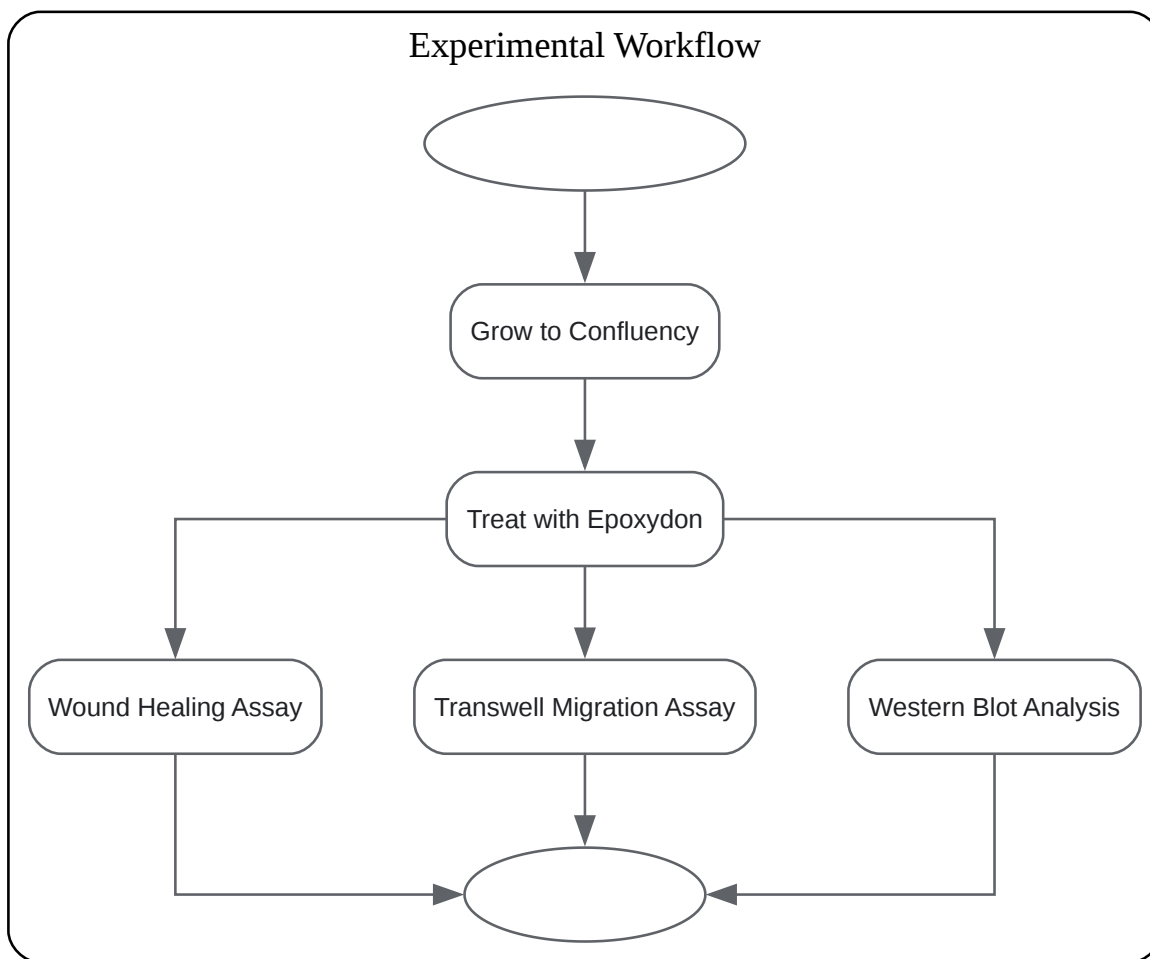 Experimental Workflow
Grow to Confluency
Treat with Epoxydon
Wound Healing Assay
Transwell Migration Assay
Western Blot Analysis